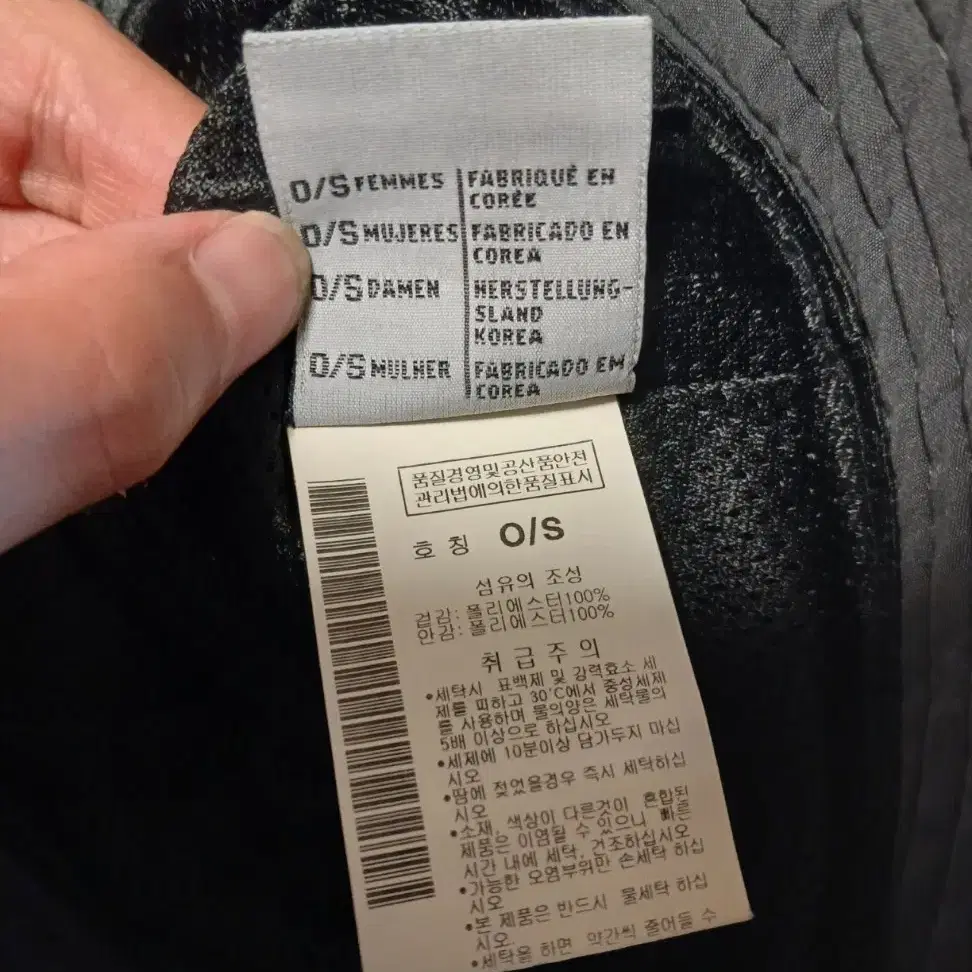 O/S FEMMES FABRIQUÉ EN
CORÉE
O/S MUJERES FABRICADO EN
COREA
O/S DAMEN HERSTELLUNG-
SLAND
KOREA
O/S MULHER FABRICADO EM
COREA
품질경영및공산품안전
관리법에의한품질표시
호칭 O/S
섬유의 조성
겉감: 폴리에스터100%
안감: 폴리에스터100%
취급주의
•세탁시 표백제 및 강력효소 세
제를 피하고 30°C에서 중성세제
를 사용하며 물의양은 세탁물의
5배 이상으로 하십시오
•세제에 10분이상 담가두지 마십
시오
•땀에 젖었을경우 즉시 세탁하십
시오
•소재, 색상이 다른것이 혼합된
제품은 이염될 수 있으니 빠른
시간 내에 세탁, 건조하십시오
•가능한 오염부위만 손세탁 하십
시오
•본 제품은 반드시 물세탁 하십
시오
•세탁을 하면 약간씩 줄어들 수